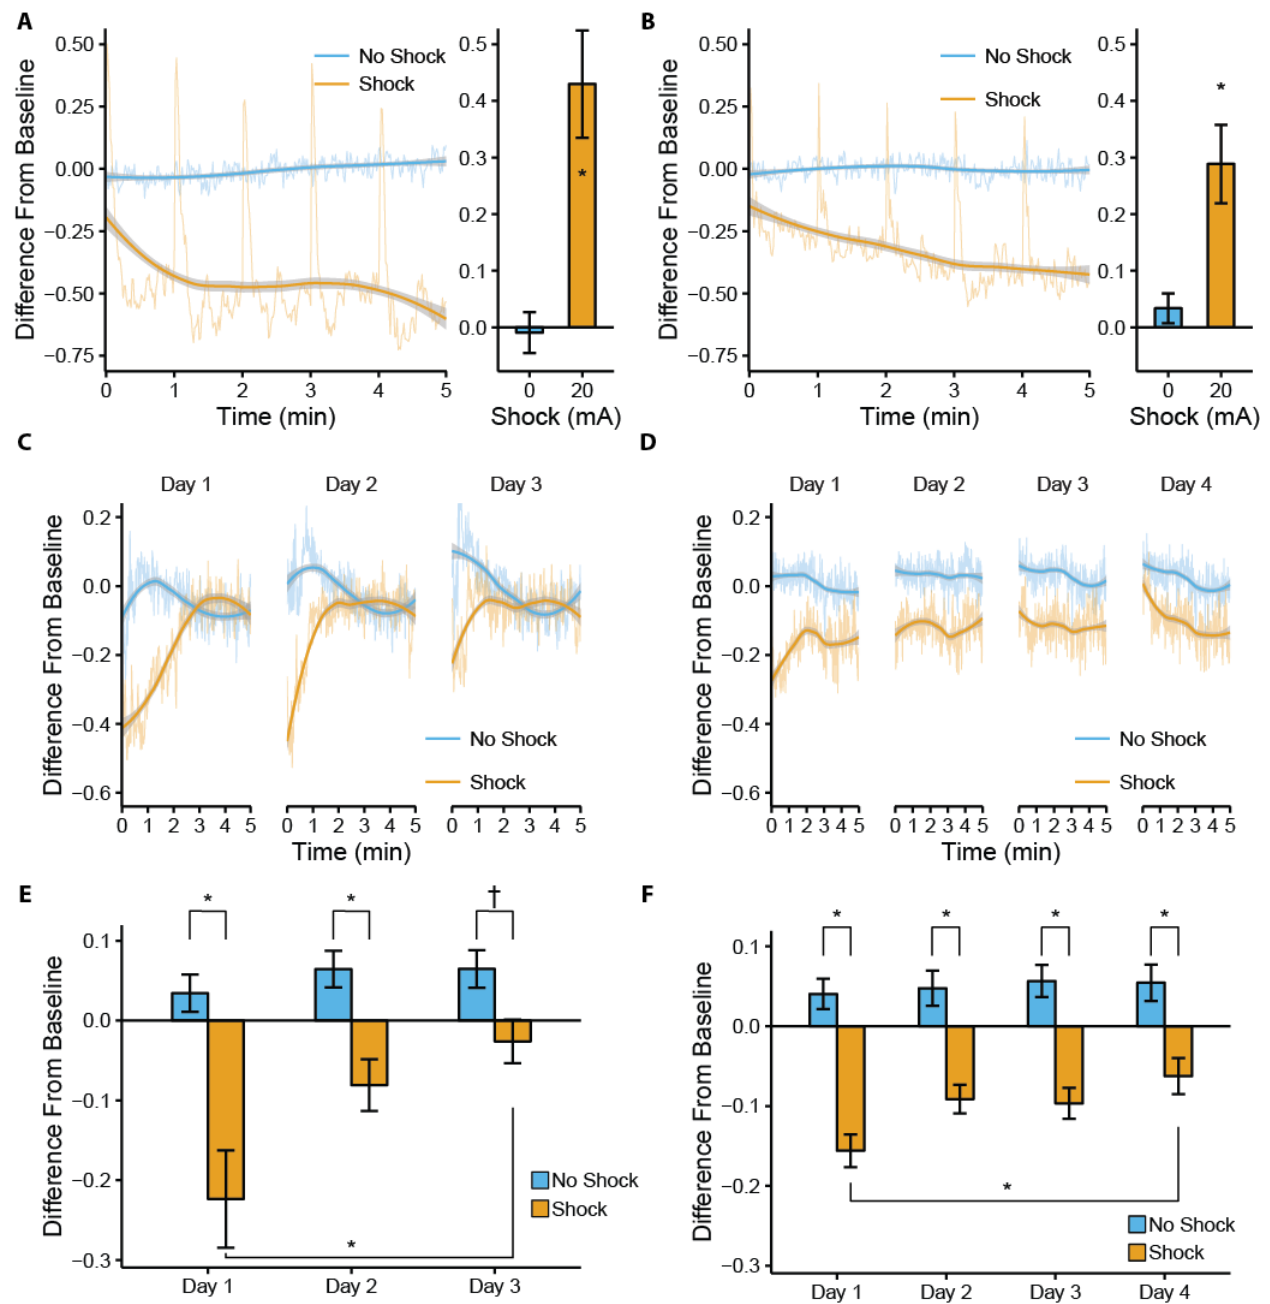 A
B
Difference From Baseline
0.50
0.25
0.00
−0.25
−0.50
−0.75
No Shock
Shock
0 1 2 3 4 5
Time (min)
0.5
0.4
0.3
0.2
0.1
0.0
*
0 20
Shock (mA)
Difference From Baseline
0.50
0.25
0.00
−0.25
−0.50
−0.75
No Shock
Shock
0 1 2 3 4 5
Time (min)
0.5
0.4
0.3
0.2
0.1
0.0
*
0 20
Shock (mA)
C
D
Day 1 Day 2 Day 3
Difference From Baseline
0.2
0.0
−0.2
−0.4
−0.6
No Shock
Shock
0 1 2 3 4 5 0 1 2 3 4 5 0 1 2 3 4 5
Time (min)
Day 1 Day 2 Day 3 Day 4
Difference From Baseline
0.2
0.0
−0.2
−0.4
−0.6
No Shock
Shock
0 1 2 3 4 5 0 1 2 3 4 5 0 1 2 3 4 5 0 1 2 3 4 5
Time (min)
E
F
* * †
Difference From Baseline
0.1
0.0
−0.1
−0.2
−0.3
No Shock
Shock
*
Day 1 Day 2 Day 3
* * * *
Difference From Baseline
0.1
0.0
−0.1
−0.2
−0.3
*
No Shock
Shock
Day 1 Day 2 Day 3 Day 4